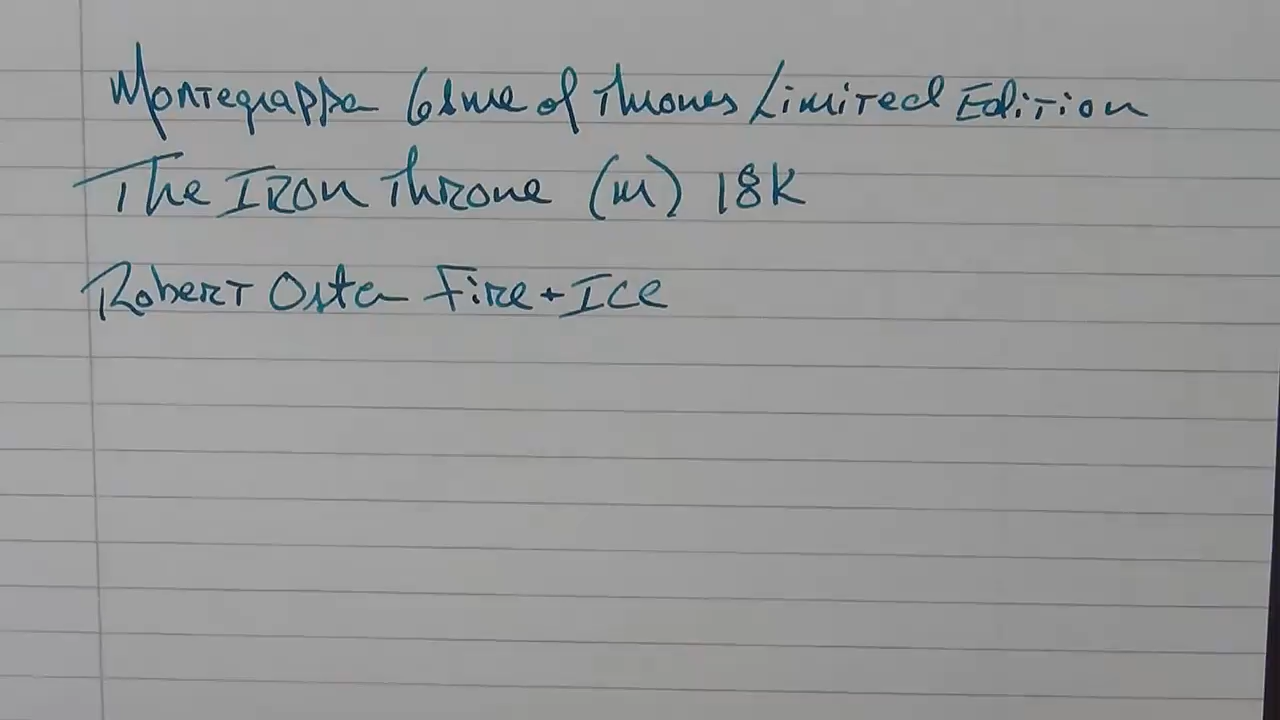 Montegrappa Game of Thrones Limited Edition
The Iron Throne (M) 18K
Robert Oster Fire + Ice